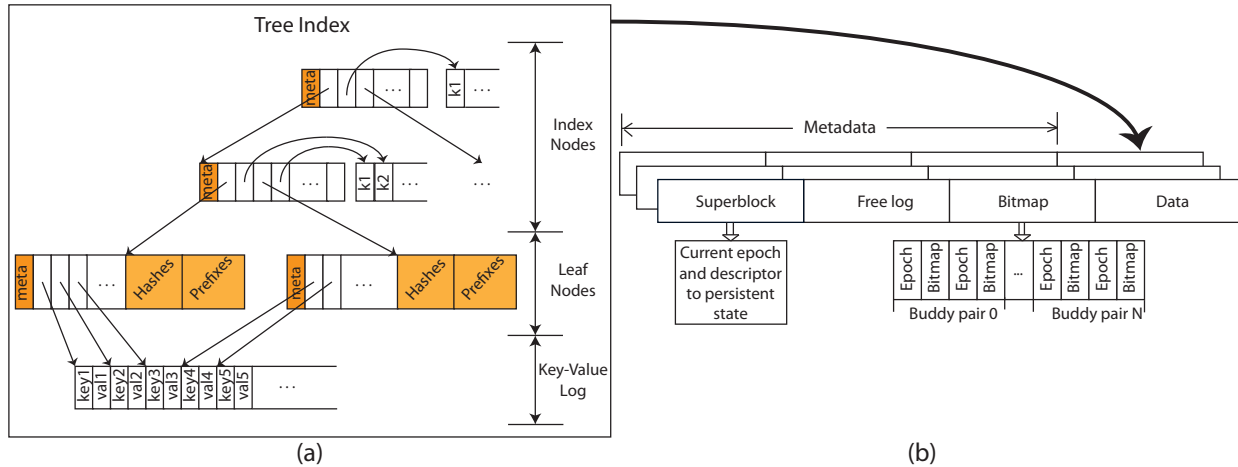 Tree Index
meta
...
k1
...
Index
Nodes
meta
...
k1
k2
...
...
meta
...
Hashes
Prefixes
meta
...
Hashes
Prefixes
Leaf
Nodes
key1
val1
key2
val2
key3
val3
key4
val4
key5
val5
...
Key-Value
Log
(a)
Metadata
Superblock
Free log
Bitmap
Data
Current epoch
and descriptor
to persistent
state
Epoch
Bitmap
Epoch
Bitmap
...
Epoch
Bitmap
Epoch
Bitmap
Buddy pair 0
Buddy pair N
(b)